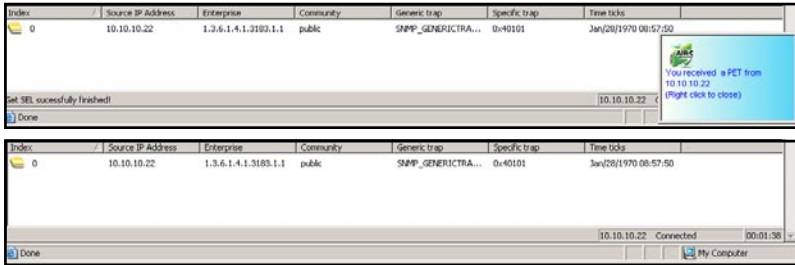 Index / Source IP Address Enterprise Community Generic trap Specific trap Time ticks
0 10.10.10.22 1.3.6.1.4.1.3183.1.1 public SNMP_GENERICTRA... 0x40101 Jan/28/1970 08:57:50
You received a PET from
10.10.10.22
(Right click to close)
Get SEL sucessfully finished! 10.10.10.22
Done
Index / Source IP Address Enterprise Community Generic trap Specific trap Time ticks
0 10.10.10.22 1.3.6.1.4.1.3183.1.1 public SNMP_GENERICTRA... 0x40101 Jan/28/1970 08:57:50
10.10.10.22 Connected 00:01:38
Done My Computer